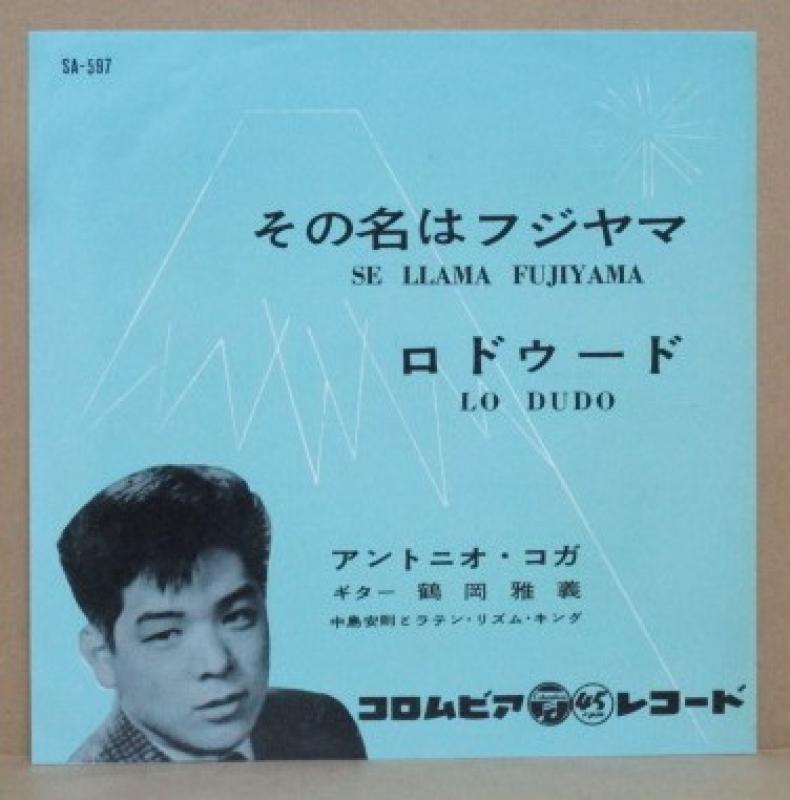 SA-597
その名はフジヤマ
SE LLAMA FUJIYAMA
ロドゥード
LO DUDO
アントニオ・コガ
ギター 鶴岡雅義
中島安則とラテン・リズム・キング
コロムビア 45 レコード